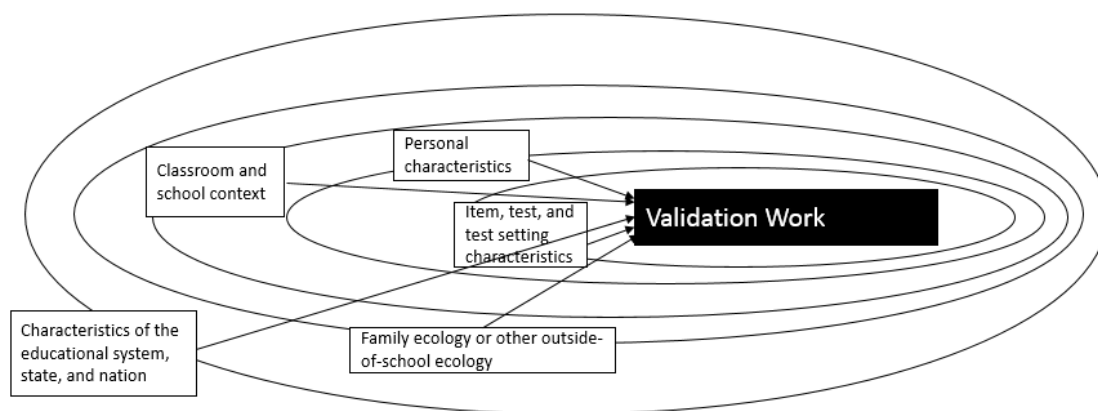 Personal
characteristics
Classroom and
school context
Validation Work
Item, test, and
test setting
characteristics
Characteristics of the
educational system,
state, and nation
Family ecology or other outside-
of-school ecology